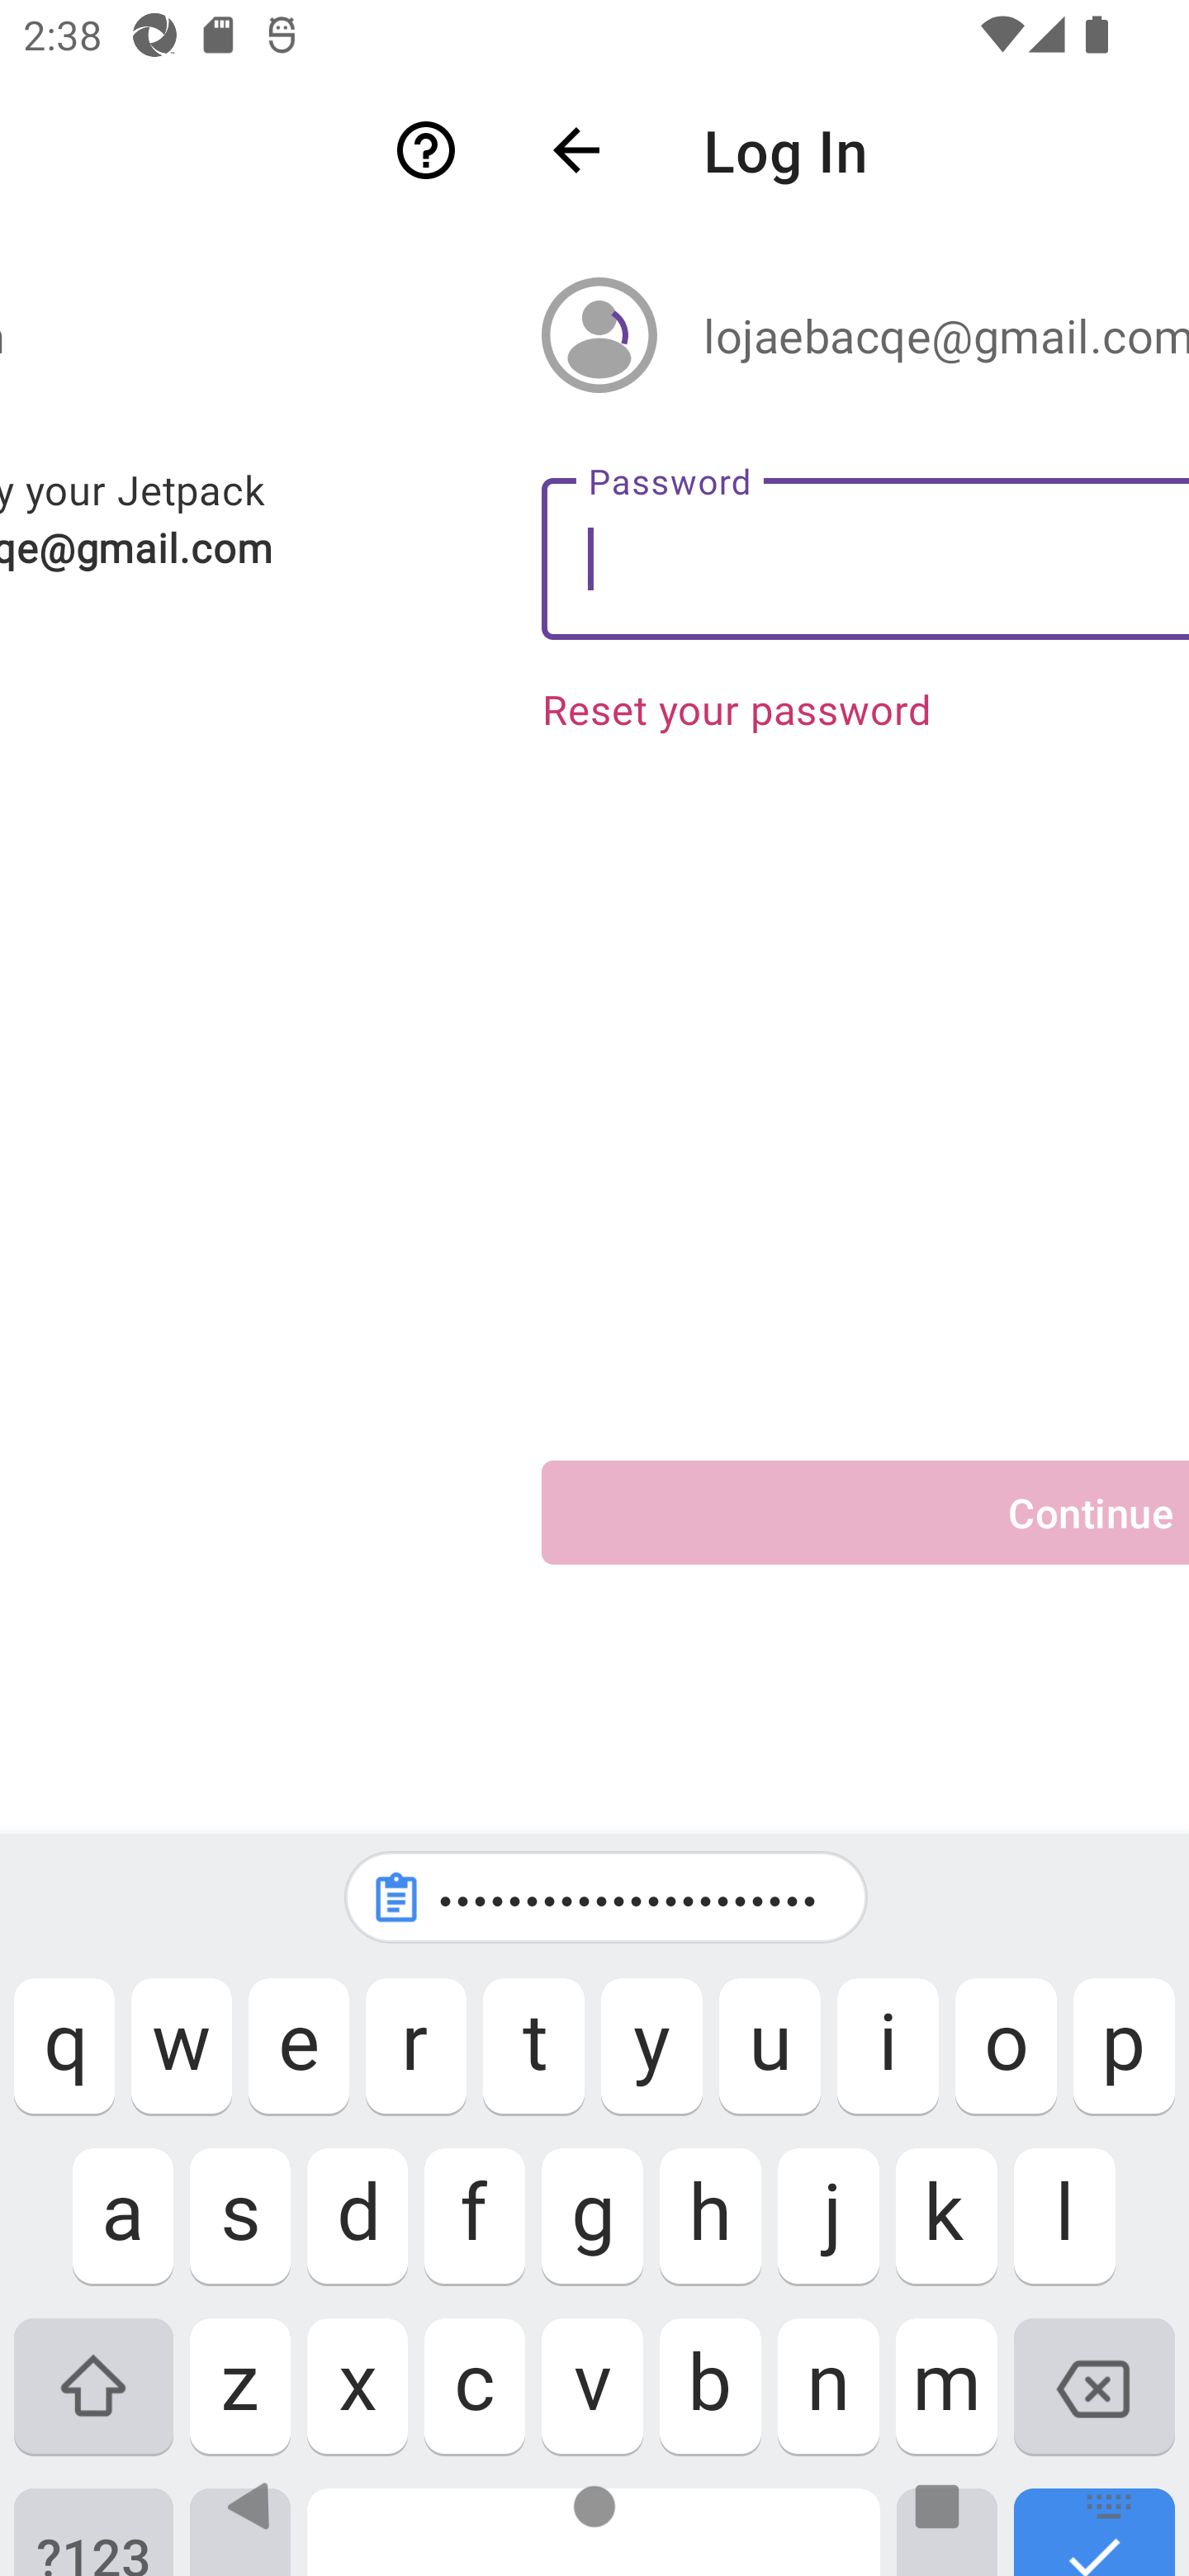 2:38
Log In
lojaebacqe@gmail.com
y your Jetpack
qe@gmail.com
Password
Reset your password
Continue
••••••••••••••••••••••
q w e r t y u i o p
a s d f g h j k l
z x c v b n m
?123